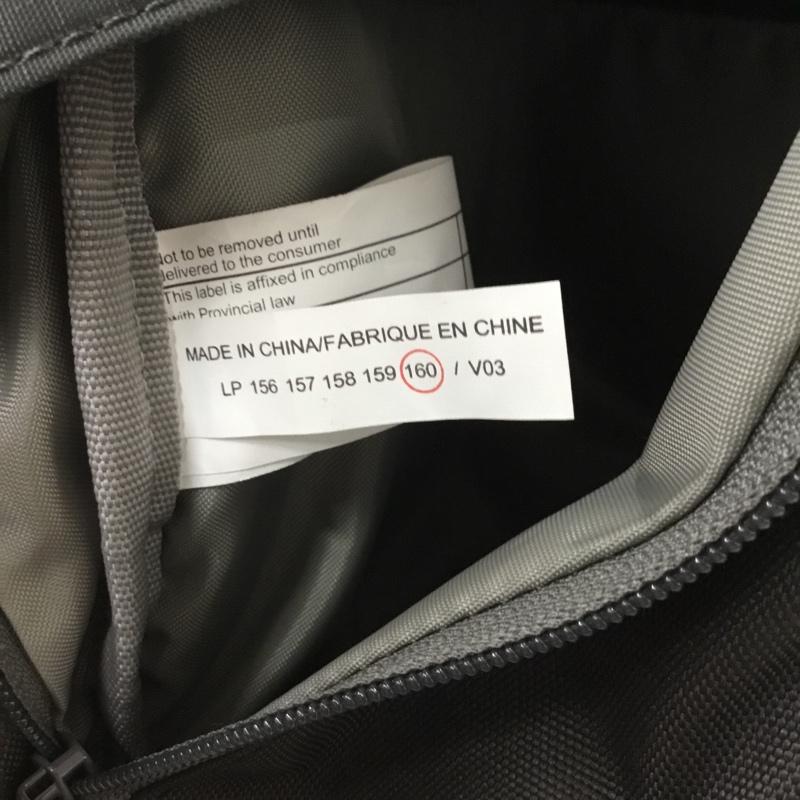 ot to be removed until
elivered to the consumer
This label is affixed in compliance
with Provincial law
MADE IN CHINA/FABRIQUE EN CHINE
LP 156 157 158 159 160 / V03